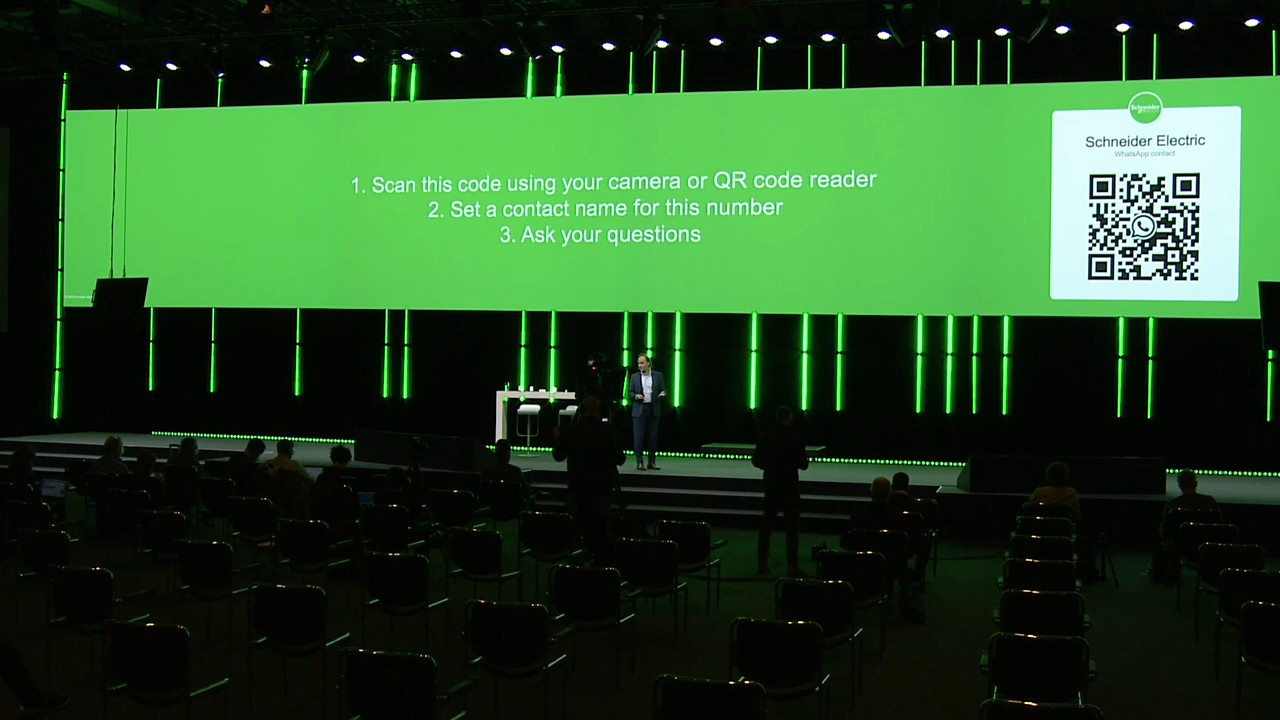 1. Scan this code using your camera or QR code reader
2. Set a contact name for this number
3. Ask your questions
Schneider
Schneider Electric
WhatsApp contact